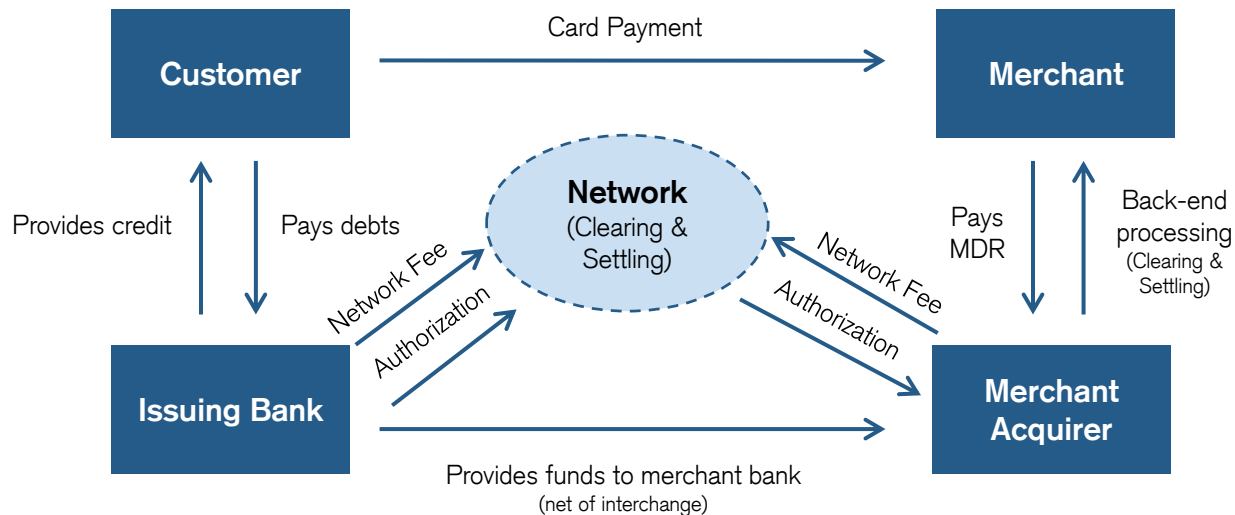 Card Payment
Customer
Merchant
Network
(Clearing &
Settling)
Provides credit
Pays debts
Network Fee
Authorization
Network Fee
Authorization
Pays
MDR
Back-end
processing
(Clearing &
Settling)
Issuing Bank
Merchant
Acquirer
Provides funds to merchant bank
(net of interchange)